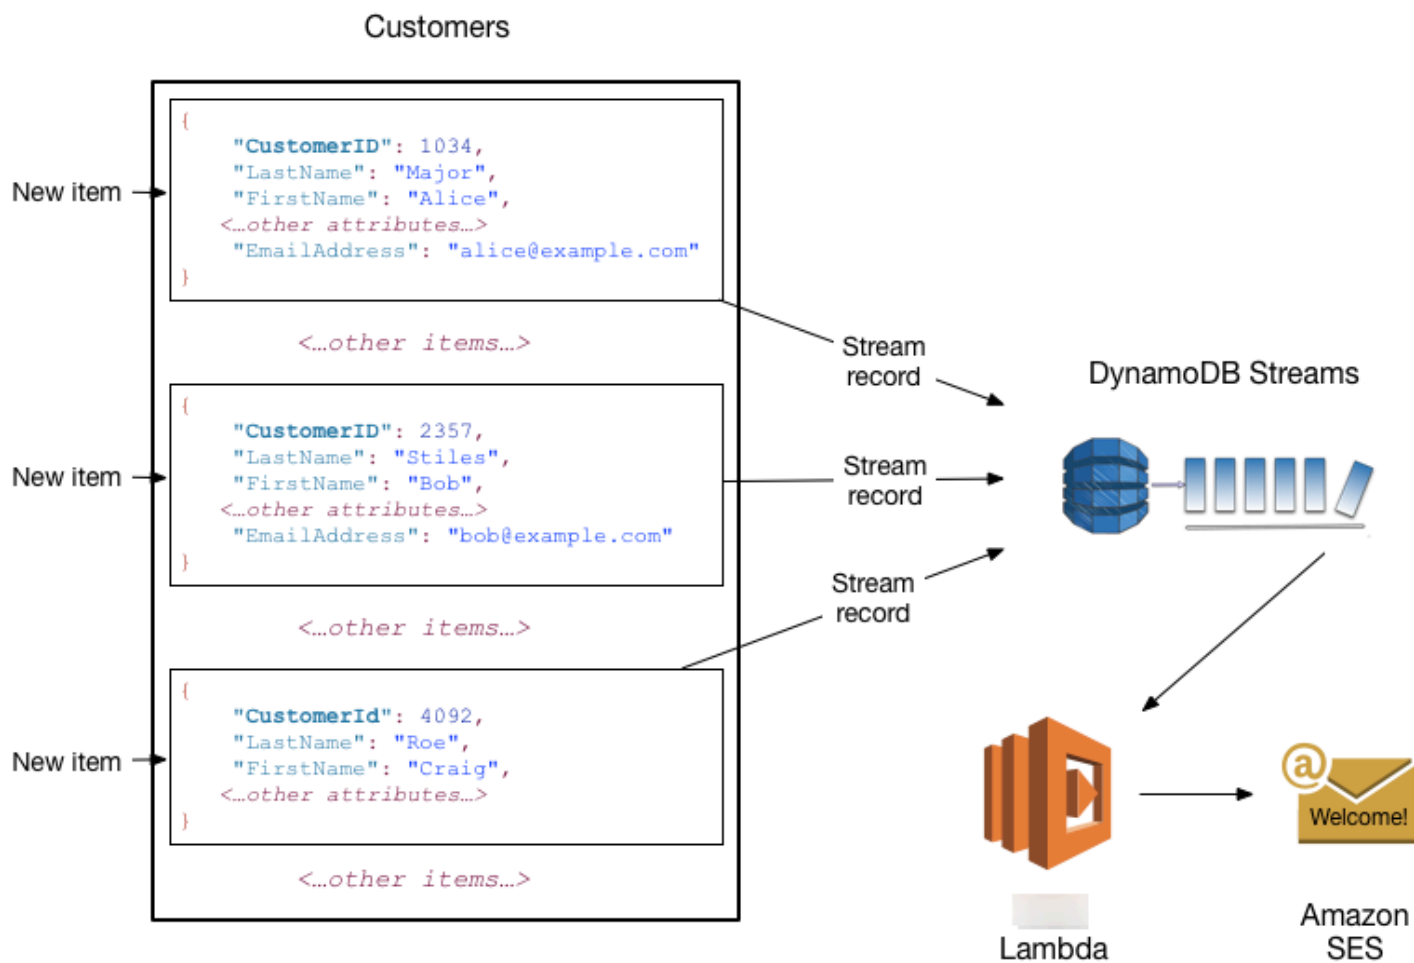 Customers
New item
{
"CustomerID": 1034,
"LastName": "Major",
"FirstName": "Alice",
<…other attributes…>
"EmailAddress": "alice@example.com"
}
<…other items…>
New item
{
"CustomerID": 2357,
"LastName": "Stiles",
"FirstName": "Bob",
<…other attributes…>
"EmailAddress": "bob@example.com"
}
<…other items…>
New item
{
"CustomerId": 4092,
"LastName": "Roe",
"FirstName": "Craig",
<…other attributes…>
}
<…other items…>
Stream
record
Stream
record
Stream
record
DynamoDB Streams
Lambda
@
Welcome!
Amazon
SES